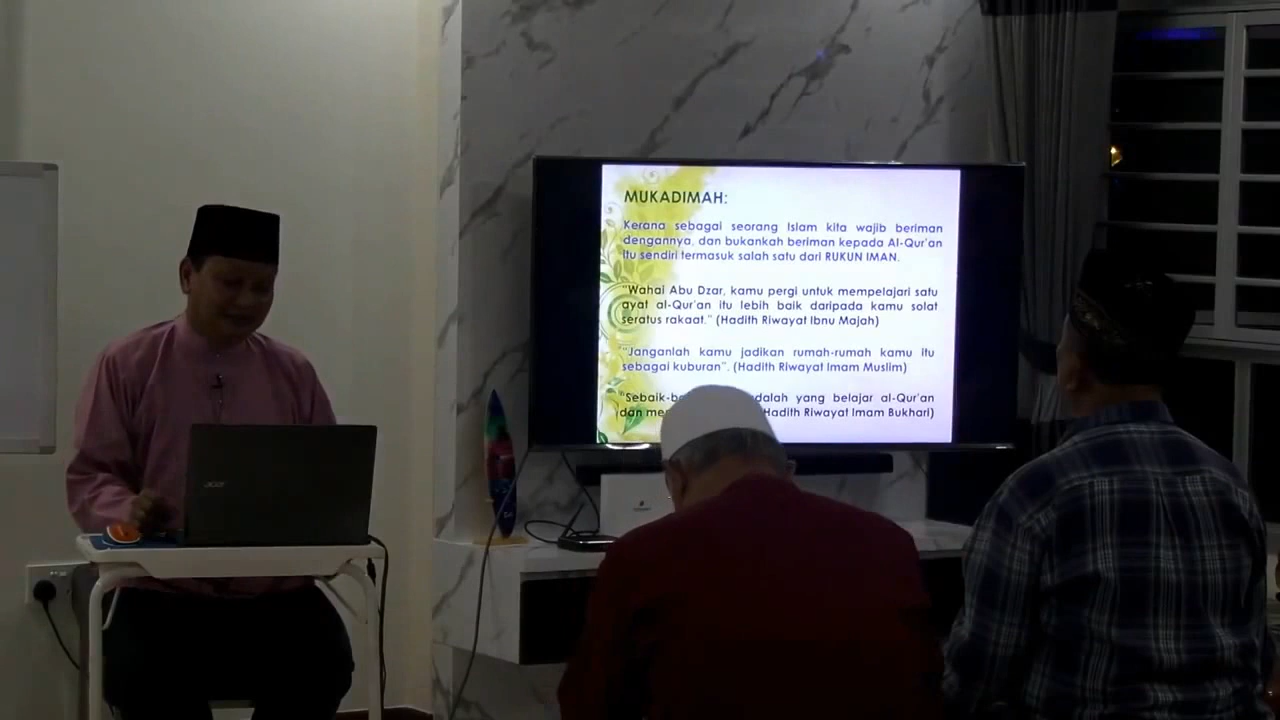 MUKADIMAH:
Kerana sebagai seorang Islam kita wajib beriman
dengannya, dan bukankah beriman kepada Al-Qur'an
itu sendiri termasuk salah satu dari RUKUN IMAN.
"Wahai Abu Dzar, kamu pergi untuk mempelajari satu
ayat al-Qur'an itu lebih baik daripada kamu solat
seratus rakaat." (Hadith Riwayat Ibnu Majah)
"Janganlah kamu jadikan rumah-rumah kamu itu
sebagai kuburan". (Hadith Riwayat Imam Muslim)
"Sebaik-ba dalah yang belajar al-Qur'an
dan me Hadith Riwayat Imam Bukhari)
acer